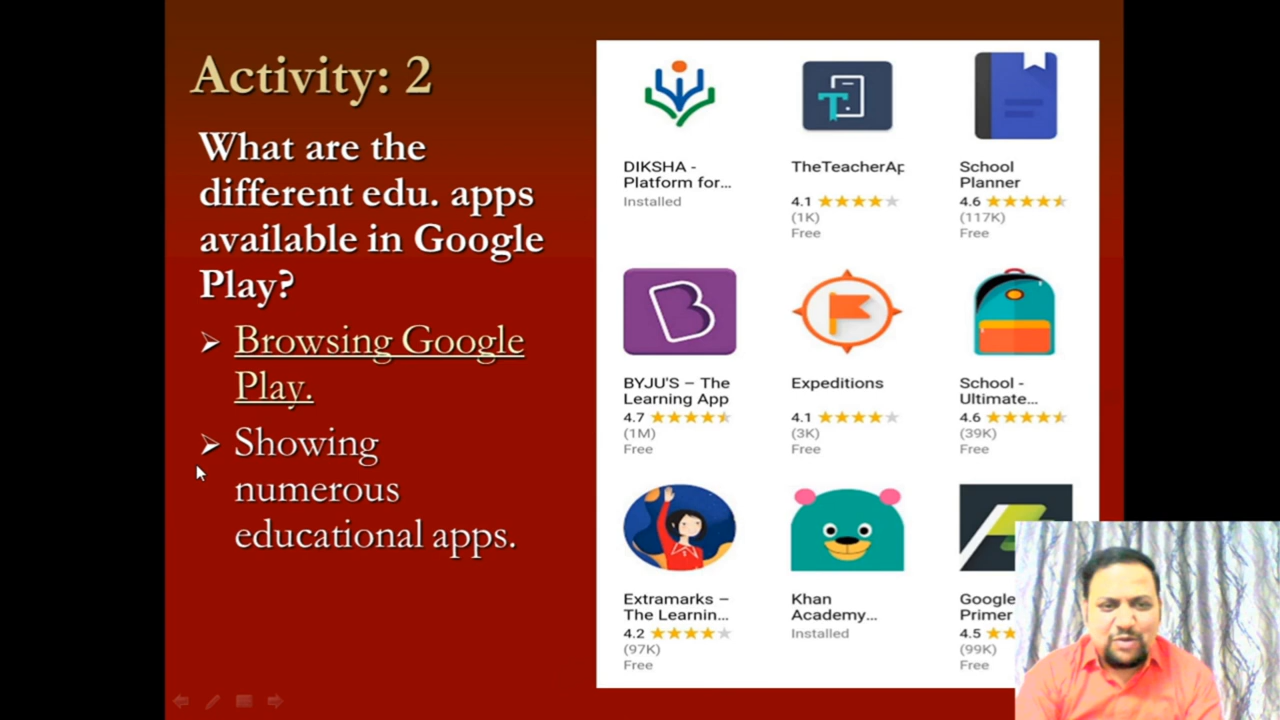 Activity: 2
What are the
different edu. apps
available in Google
Play?
Browsing Google
Play.
Showing
numerous
educational apps.
DIKSHA -
Platform for...
Installed
TheTeacherAp
4.1
(1K)
Free
School
Planner
4.6
(117K)
Free
BYJU'S – The
Learning App
4.7
(1M)
Free
Expeditions
4.1
(3K)
Free
School -
Ultimate...
4.6
(39K)
Free
Extramarks –
The Learnin...
4.2
(97K)
Free
Khan
Academy...
Installed
Google
Primer
4.5
(99K)
Free